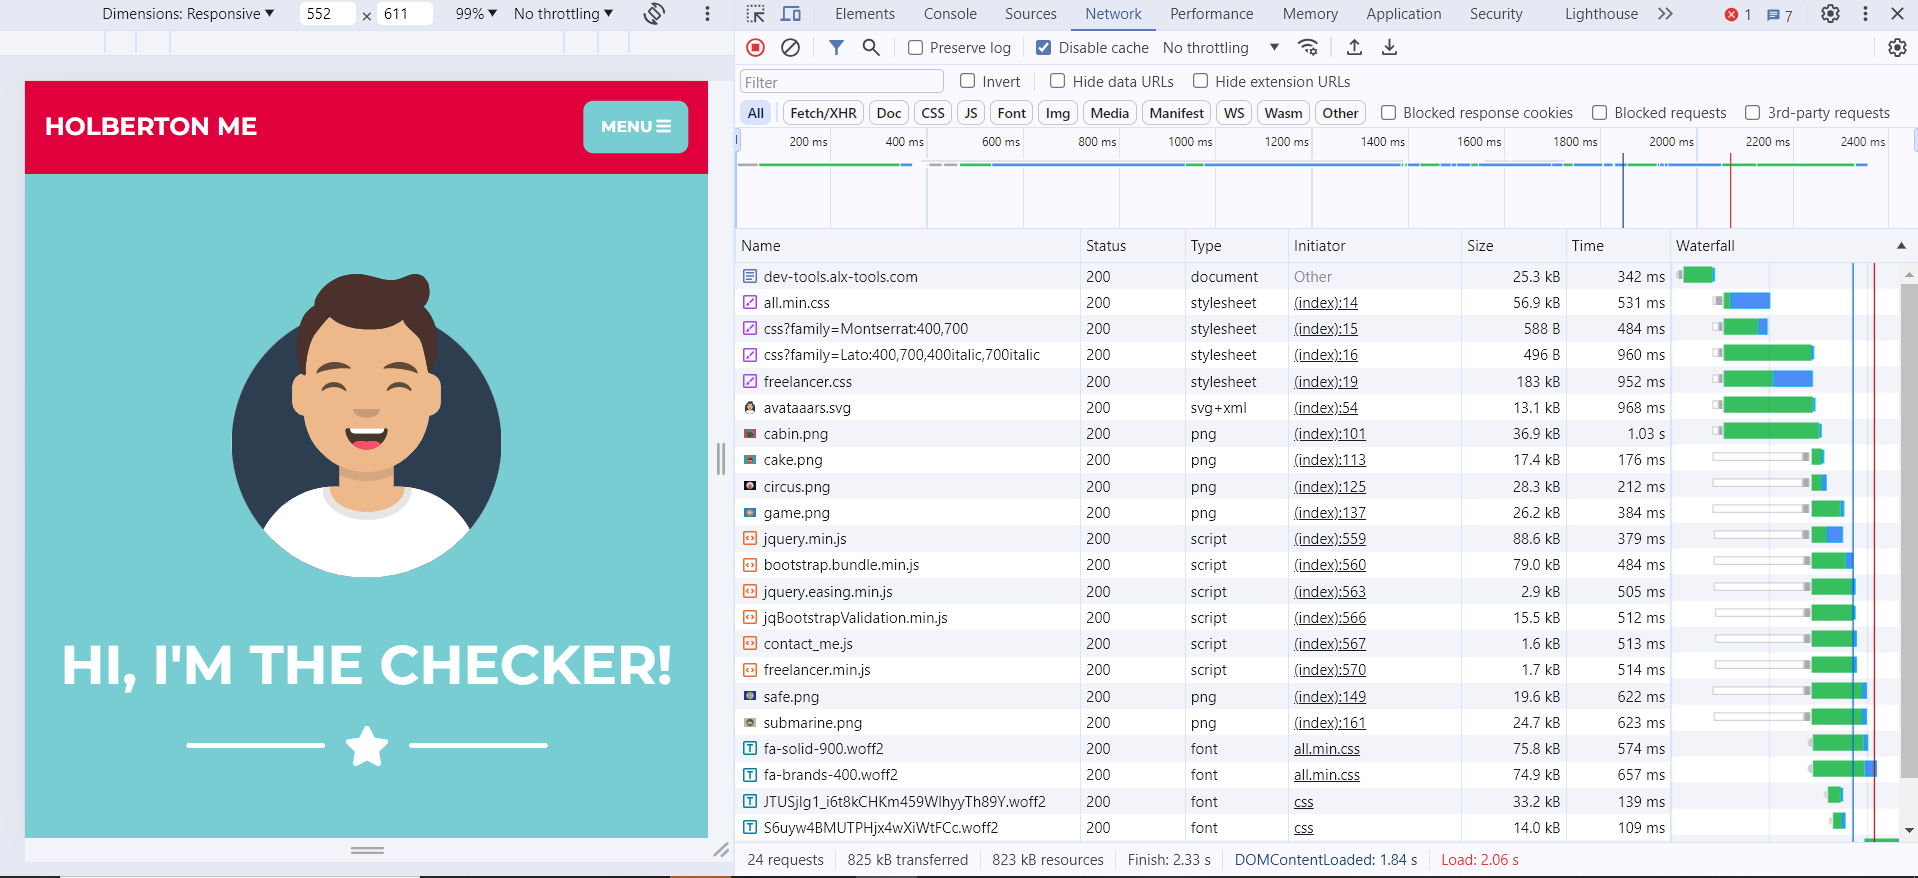 Dimensions: Responsive ▼ 552 × 611 99% ▼ No throttling ▼
HOLBERTON ME
MENU
HI, I'M THE CHECKER!
Elements Console Sources Network Performance Memory Application Security Lighthouse 1 7
Preserve log Disable cache No throttling ▼
Filter Invert Hide data URLs Hide extension URLs
All Fetch/XHR Doc CSS JS Font Img Media Manifest WS Wasm Other Blocked response cookies Blocked requests 3rd-party requests
200 ms 400 ms 600 ms 800 ms 1000 ms 1200 ms 1400 ms 1600 ms 1800 ms 2000 ms 2200 ms 2400 ms
Name Status Type Initiator Size Time Waterfall
dev-tools.alx-tools.com 200 document Other 25.3 kB 342 ms
all.min.css 200 stylesheet (index):14 56.9 kB 531 ms
css?family=Montserrat:400,700 200 stylesheet (index):15 588 B 484 ms
css?family=Lato:400,700,400italic,700italic 200 stylesheet (index):16 496 B 960 ms
freelancer.css 200 stylesheet (index):19 183 kB 952 ms
avataaars.svg 200 svg+xml (index):54 13.1 kB 968 ms
cabin.png 200 png (index):101 36.9 kB 1.03 s
cake.png 200 png (index):113 17.4 kB 176 ms
circus.png 200 png (index):125 28.3 kB 212 ms
game.png 200 png (index):137 26.2 kB 384 ms
jquery.min.js 200 script (index):559 88.6 kB 379 ms
bootstrap.bundle.min.js 200 script (index):560 79.0 kB 484 ms
jquery.easing.min.js 200 script (index):563 2.9 kB 505 ms
jqBootstrapValidation.min.js 200 script (index):566 15.5 kB 512 ms
contact_me.js 200 script (index):567 1.6 kB 513 ms
freelancer.min.js 200 script (index):570 1.7 kB 514 ms
safe.png 200 png (index):149 19.6 kB 622 ms
submarine.png 200 png (index):161 24.7 kB 623 ms
fa-solid-900.woff2 200 font all.min.css 75.8 kB 574 ms
fa-brands-400.woff2 200 font all.min.css 74.9 kB 657 ms
JTUSjIg1_i6t8kCHKm459WlhyyTh89Y.woff2 200 font css 33.2 kB 139 ms
S6uyw4BMUTPHjx4wXiWtFCc.woff2 200 font css 14.0 kB 109 ms
24 requests 825 kB transferred 823 kB resources Finish: 2.33 s DOMContentLoaded: 1.84 s Load: 2.06 s